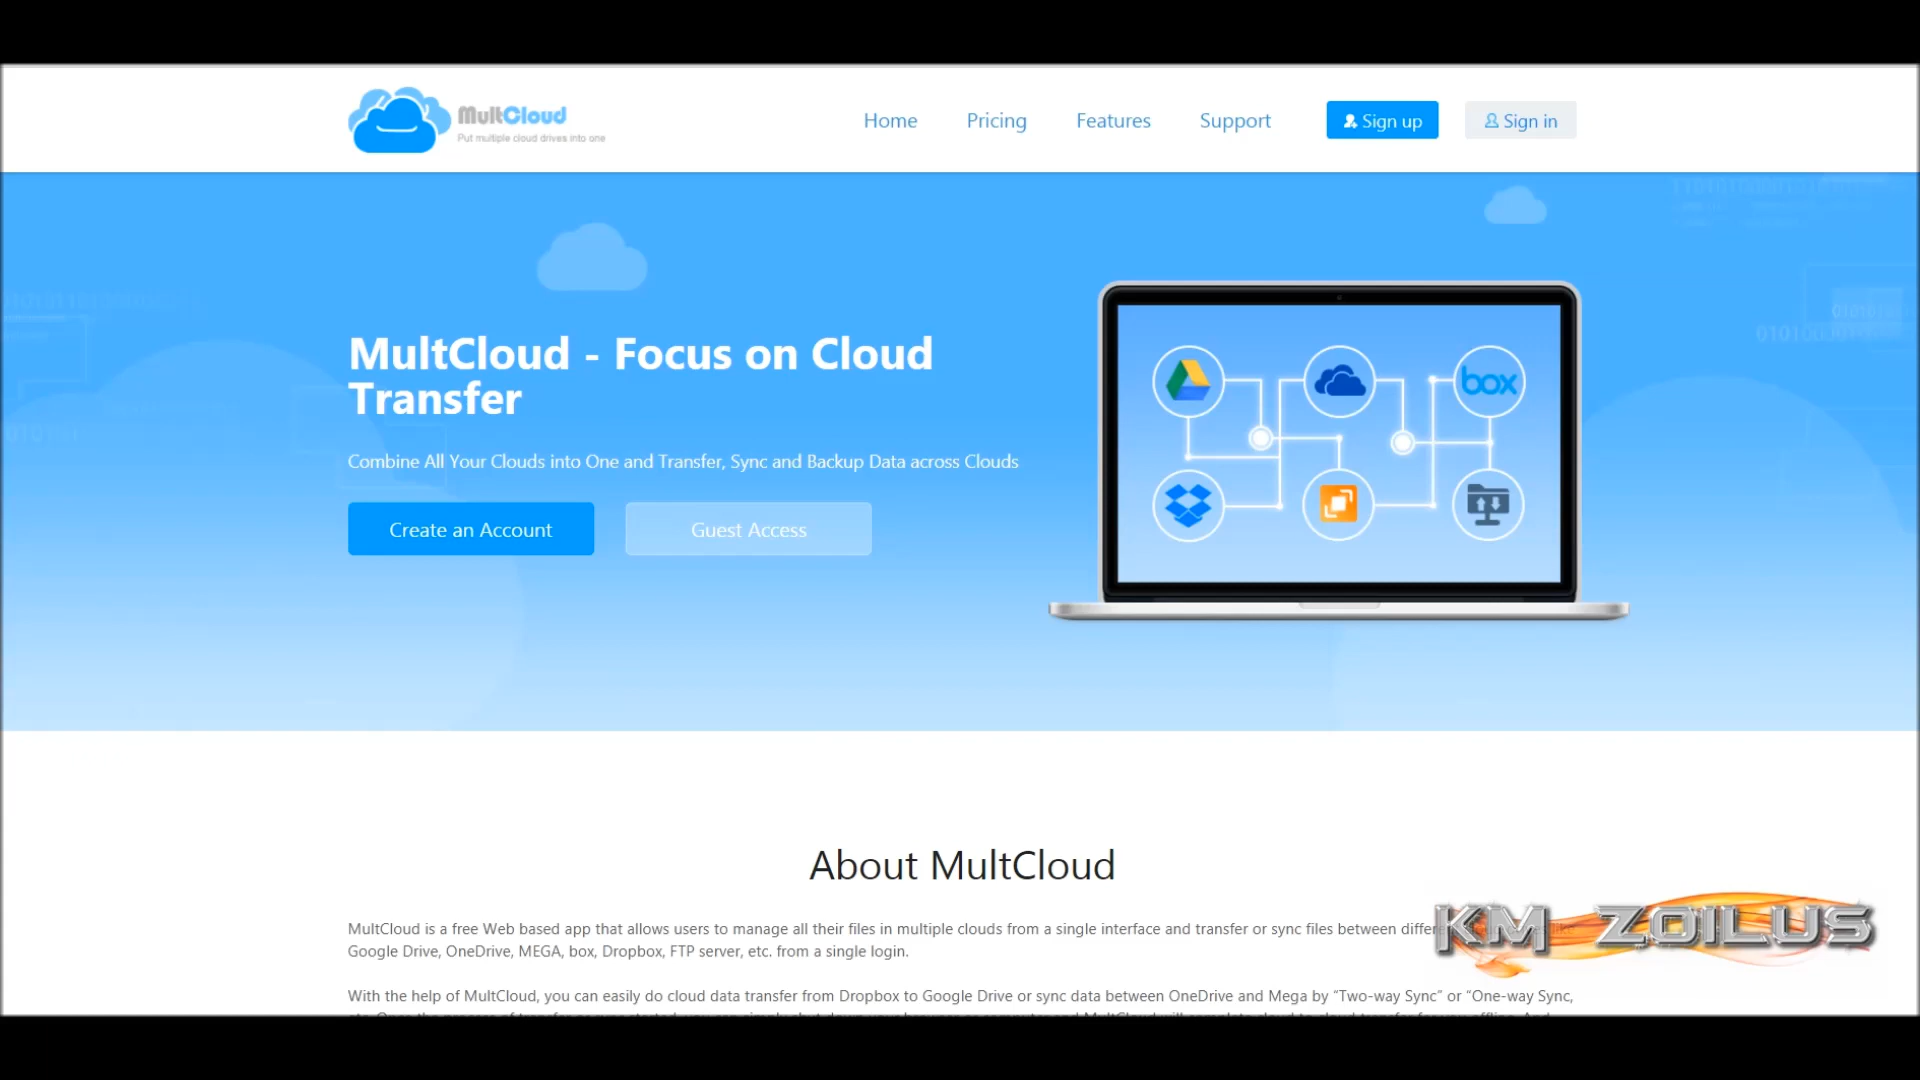 MultCloud
Put multiple cloud drives into one
Home Pricing Features Support Sign up Sign in
MultCloud - Focus on Cloud
Transfer
Combine All Your Clouds into One and Transfer, Sync and Backup Data across Clouds
Create an Account Guest Access
box
About MultCloud
MultCloud is a free Web based app that allows users to manage all their files in multiple clouds from a single interface and transfer or sync files between
Google Drive, OneDrive, MEGA, box, Dropbox, FTP server, etc. from a single login.
KM ZOILUS
With the help of MultCloud, you can easily do cloud data transfer from Dropbox to Google Drive or sync data between OneDrive and Mega by “Two-way Sync” or “One-way Sync,